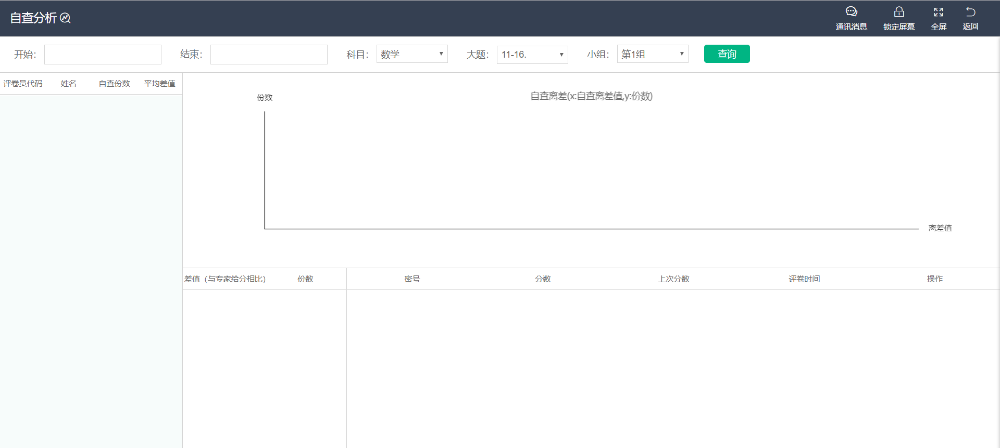 自查分析
通讯消息 锁定屏幕 全屏 返回
开始： 结束： 科目： 数学 大题： 11-16. 小组： 第1组 查询
评卷员代码 姓名 自查份数 平均差值
自查离差(x:自查离差值,y:份数)
份数
离差值
差值（与专家给分相比） 份数 密号 分数 上次分数 评卷时间 操作